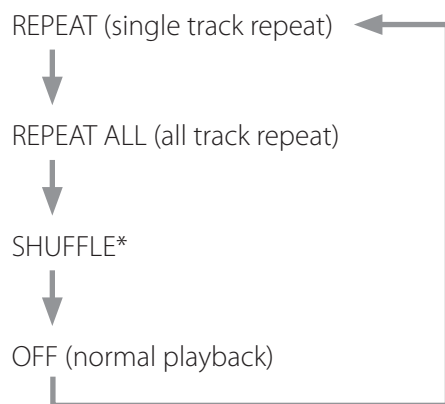 REPEAT (single track repeat)
REPEAT ALL (all track repeat)
SHUFFLE*
OFF (normal playback)